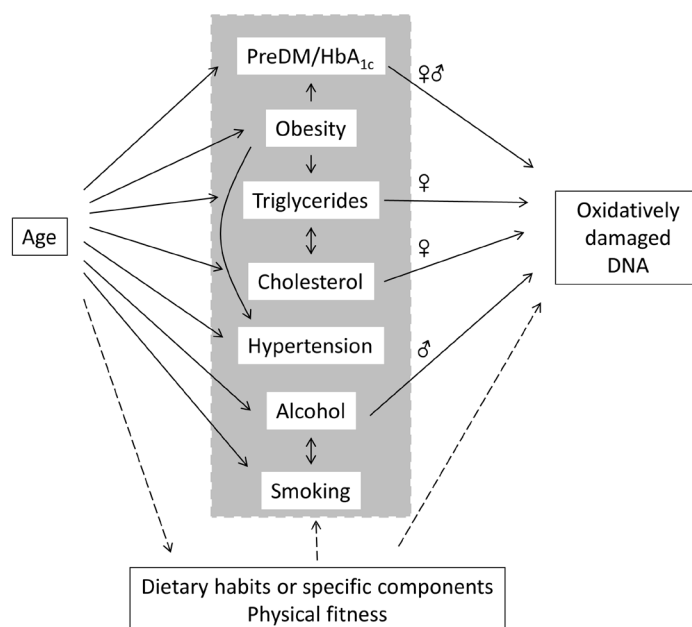 PreDM/HbA1c
♀♂
Obesity
Triglycerides
♀
Age
Oxidatively
damaged
DNA
Cholesterol
♀
Hypertension
♂
Alcohol
Smoking
Dietary habits or specific components
Physical fitness